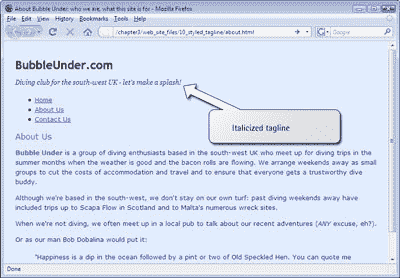 About Bubble Under: who we are, what this site is for - Mozilla Firefox
File Edit View History Bookmarks Tools Help
/chapter3/web_site_files/10_styled_tagline/about.html
Google
BubbleUnder.com
Diving club for the south-west UK - let's make a splash!
Home
About Us
Contact Us
Italicized tagline
About Us
Bubble Under is a group of diving enthusiasts based in the south-west UK who meet up for diving trips in the
summer months when the weather is good and the bacon rolls are flowing. We arrange weekends away as small
groups to cut the costs of accommodation and travel and to ensure that everyone gets a trustworthy dive
buddy.
Although we're based in the south-west, we don't stay on our own turf: past diving weekends away have
included trips up to Scapa Flow in Scotland and to Malta's numerous wreck sites.
When we're not diving, we often meet up in a local pub to talk about our recent adventures (ANY excuse, eh?).
Or as our man Bob Dobalina would put it:
"Happiness is a dip in the ocean followed by a pint or two of Old Speckled Hen. You can quote me
Done